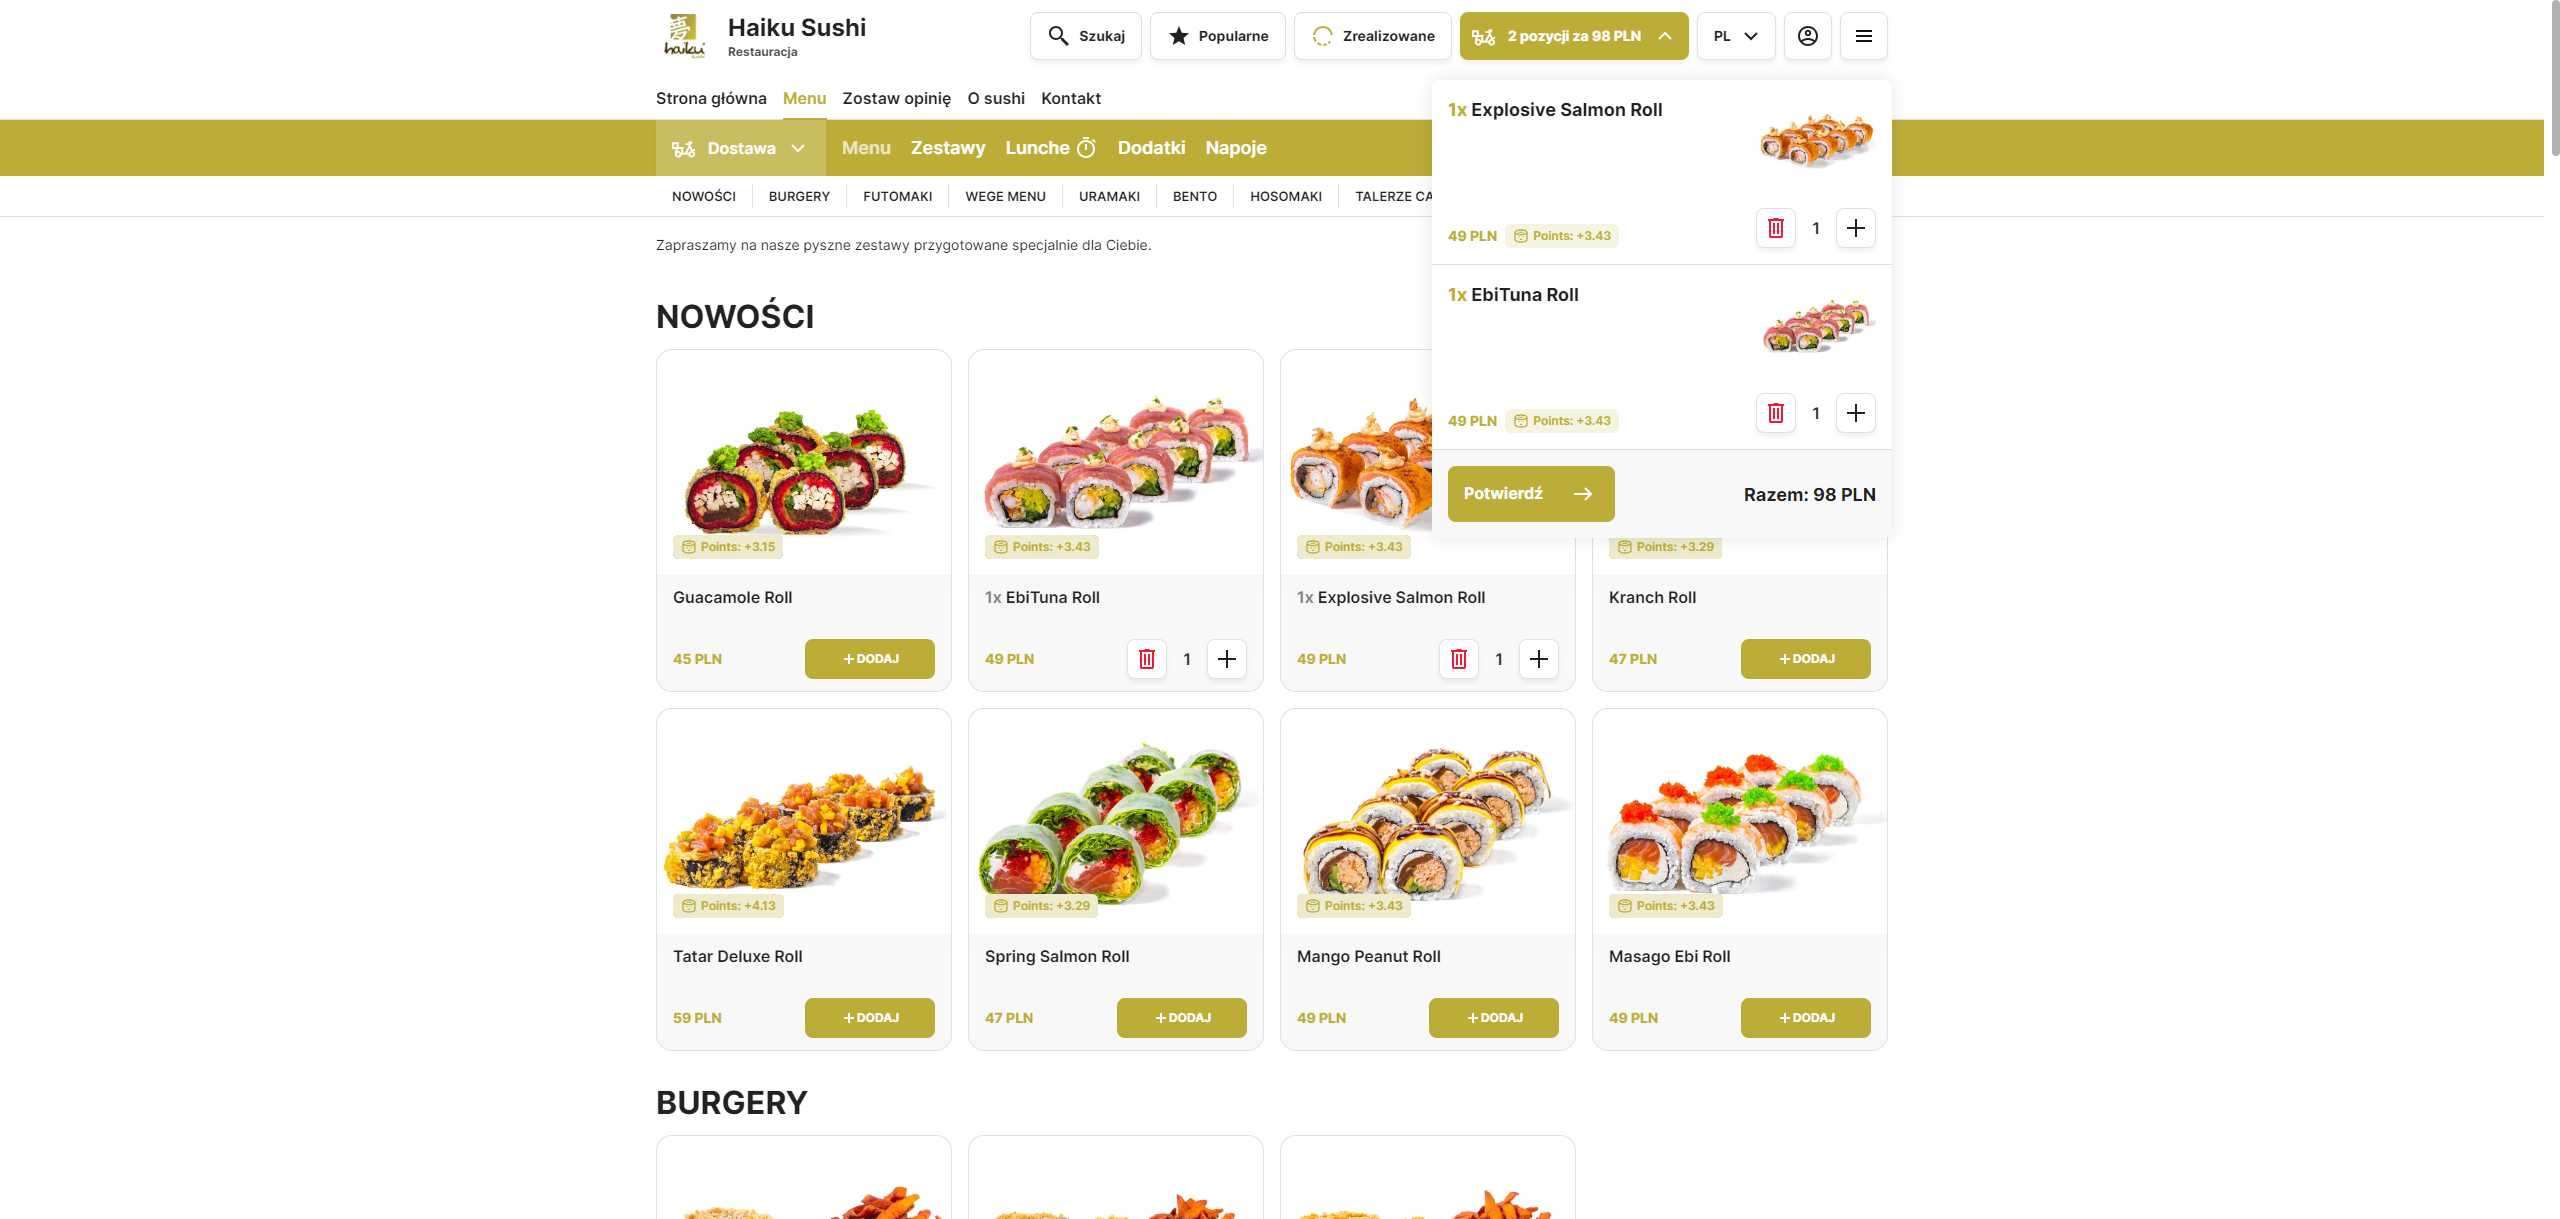 haiku
Haiku Sushi
Restauracja
Szukaj
Popularne
Zrealizowane
2 pozycji za 98 PLN
PL
Strona główna
Menu
Zostaw opinię
O sushi
Kontakt
Dostawa
Menu
Zestawy
Lunche
Dodatki
Napoje
NOWOŚCI
BURGERY
FUTOMAKI
WEGE MENU
URAMAKI
BENTO
HOSOMAKI
TALERZE CA
1x Explosive Salmon Roll
49 PLN
Points: +3.43
1
1x EbiTuna Roll
49 PLN
Points: +3.43
1
Potwierdź
Razem: 98 PLN
Zapraszamy na nasze pyszne zestawy przygotowane specjalnie dla Ciebie.
NOWOŚCI
Points: +3.15
Guacamole Roll
45 PLN
+ DODAJ
Points: +3.43
1x EbiTuna Roll
49 PLN
1
Points: +3.43
1x Explosive Salmon Roll
49 PLN
1
Points: +3.29
Kranch Roll
47 PLN
+ DODAJ
Points: +4.13
Tatar Deluxe Roll
59 PLN
+ DODAJ
Points: +3.29
Spring Salmon Roll
47 PLN
+ DODAJ
Points: +3.43
Mango Peanut Roll
49 PLN
+ DODAJ
Points: +3.43
Masago Ebi Roll
49 PLN
+ DODAJ
BURGERY